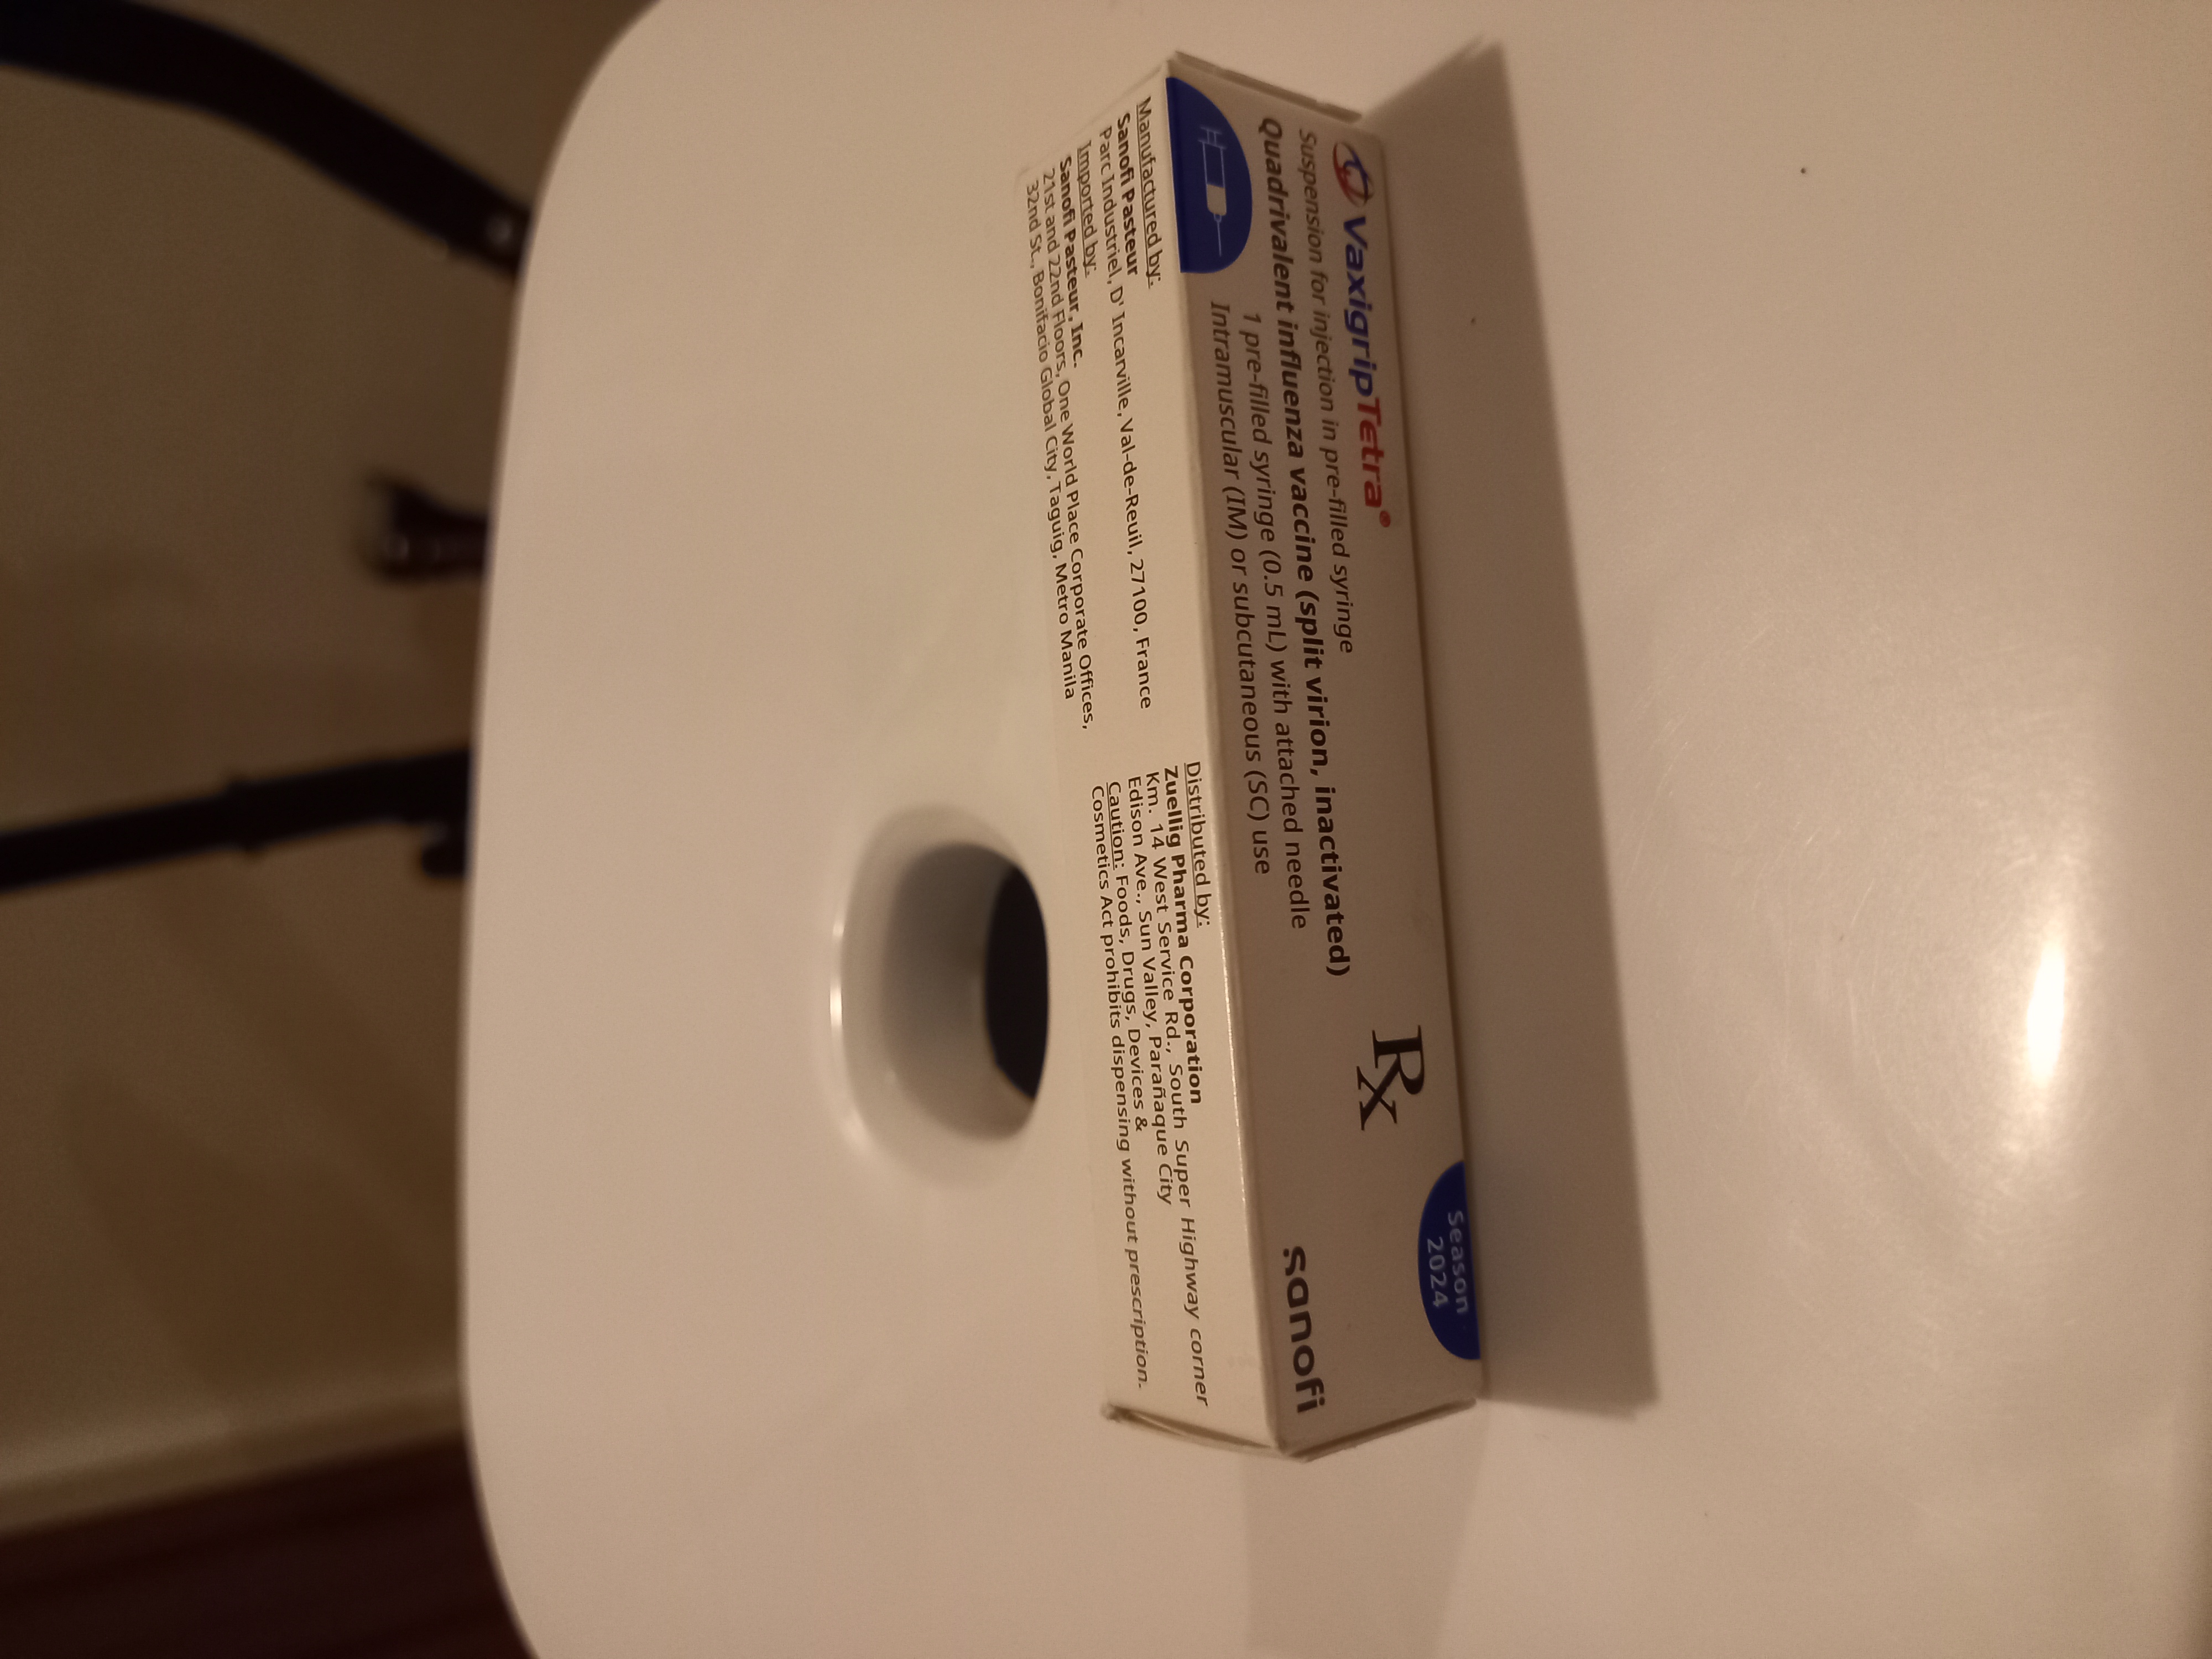 VaxigripTetra®
Suspension for injection in pre-filled syringe
Quadrivalent influenza vaccine (split virion, inactivated)
1 pre-filled syringe (0.5 mL) with attached needle
Intramuscular (IM) or subcutaneous (SC) use
Rx
Season
2024
sanofi
Manufactured by:
Sanofi Pasteur
Parc Industriel, D' Incarville, Val-de-Reuil, 27100, France
Imported by:
Sanofi Pasteur, Inc.
21st and 22nd Floors, One World Place Corporate Offices,
32nd St., Bonifacio Global City, Taguig, Metro Manila
Distributed by:
Zuellig Pharma Corporation
Km. 14 West Service Rd., South Super Highway corner
Edison Ave., Sun Valley, Parañaque City
Caution: Foods, Drugs, Devices &
Cosmetics Act prohibits dispensing without prescription.